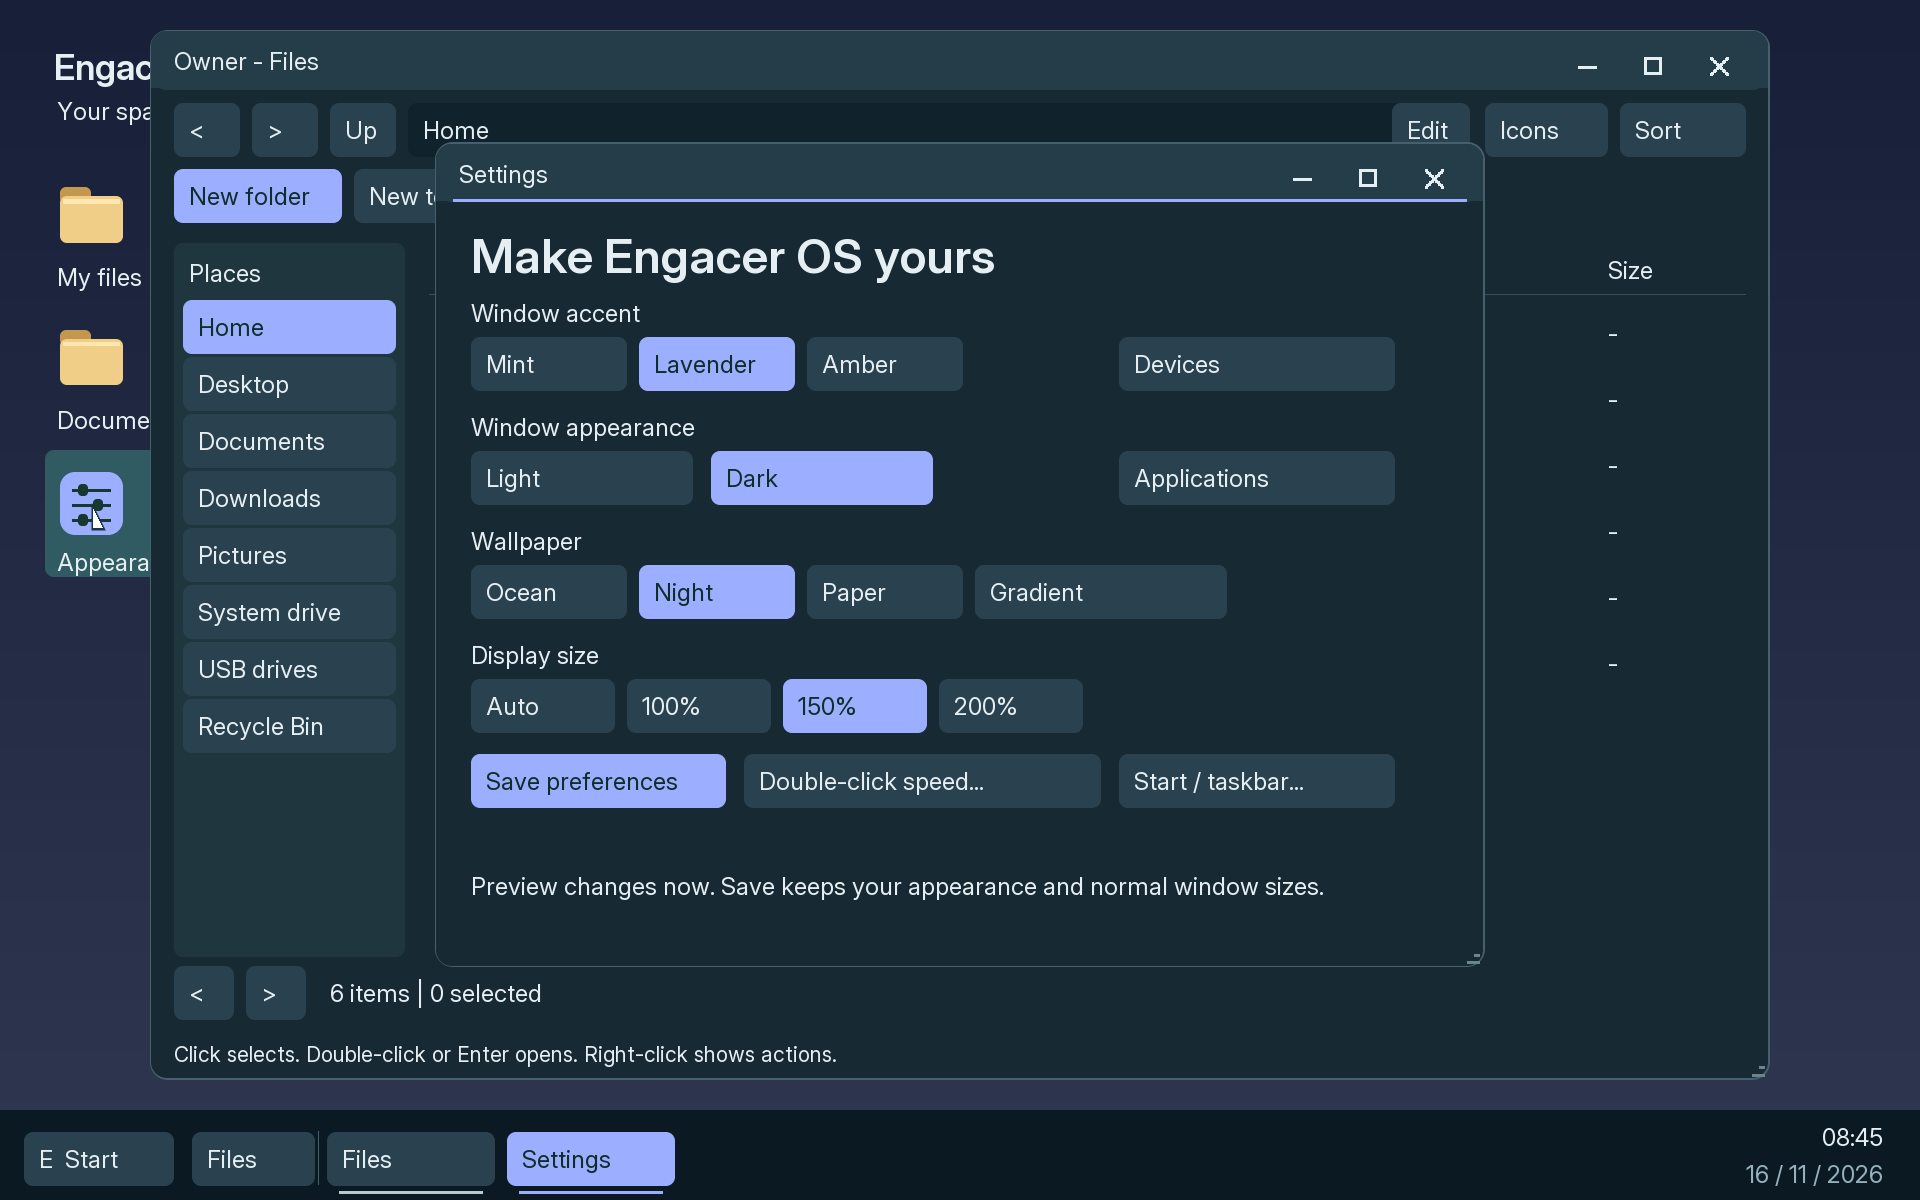 Engac
Your spa
My files
Docume
Appeara
Owner - Files
< > Up Home Edit Icons Sort
New folder New t
Places
Home
Desktop
Documents
Downloads
Pictures
System drive
USB drives
Recycle Bin
Size
-
-
-
-
-
-
Settings
Make Engacer OS yours
Window accent
Mint Lavender Amber Devices
Window appearance
Light Dark Applications
Wallpaper
Ocean Night Paper Gradient
Display size
Auto 100% 150% 200%
Save preferences Double-click speed... Start / taskbar...
Preview changes now. Save keeps your appearance and normal window sizes.
< > 6 items | 0 selected
Click selects. Double-click or Enter opens. Right-click shows actions.
E Start Files Files Settings
08:45
16 / 11 / 2026